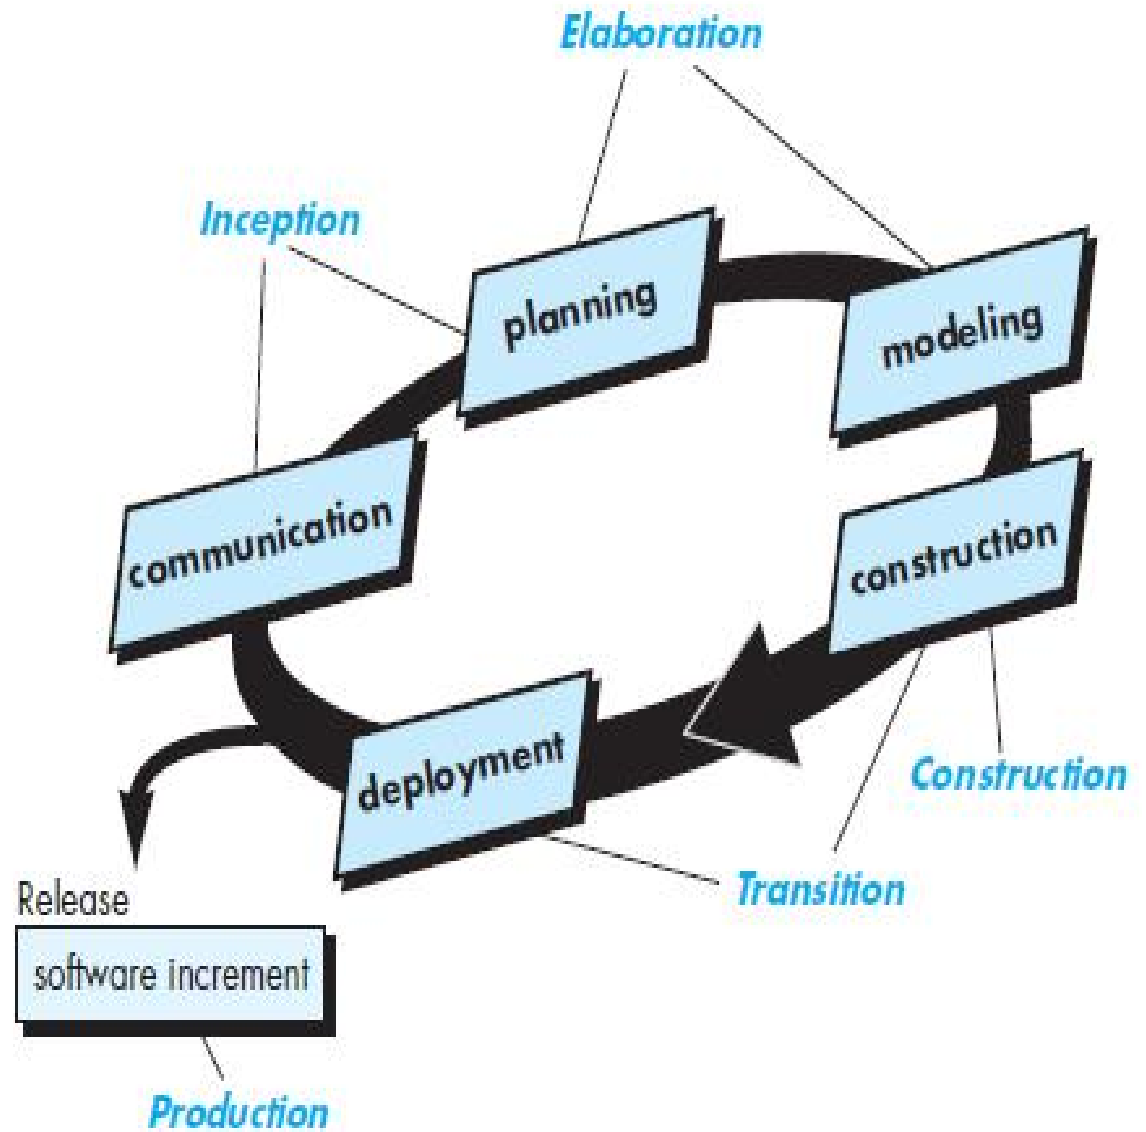 Elaboration
Inception
planning
modeling
communication
construction
deployment
Construction
Transition
Release
software increment
Production